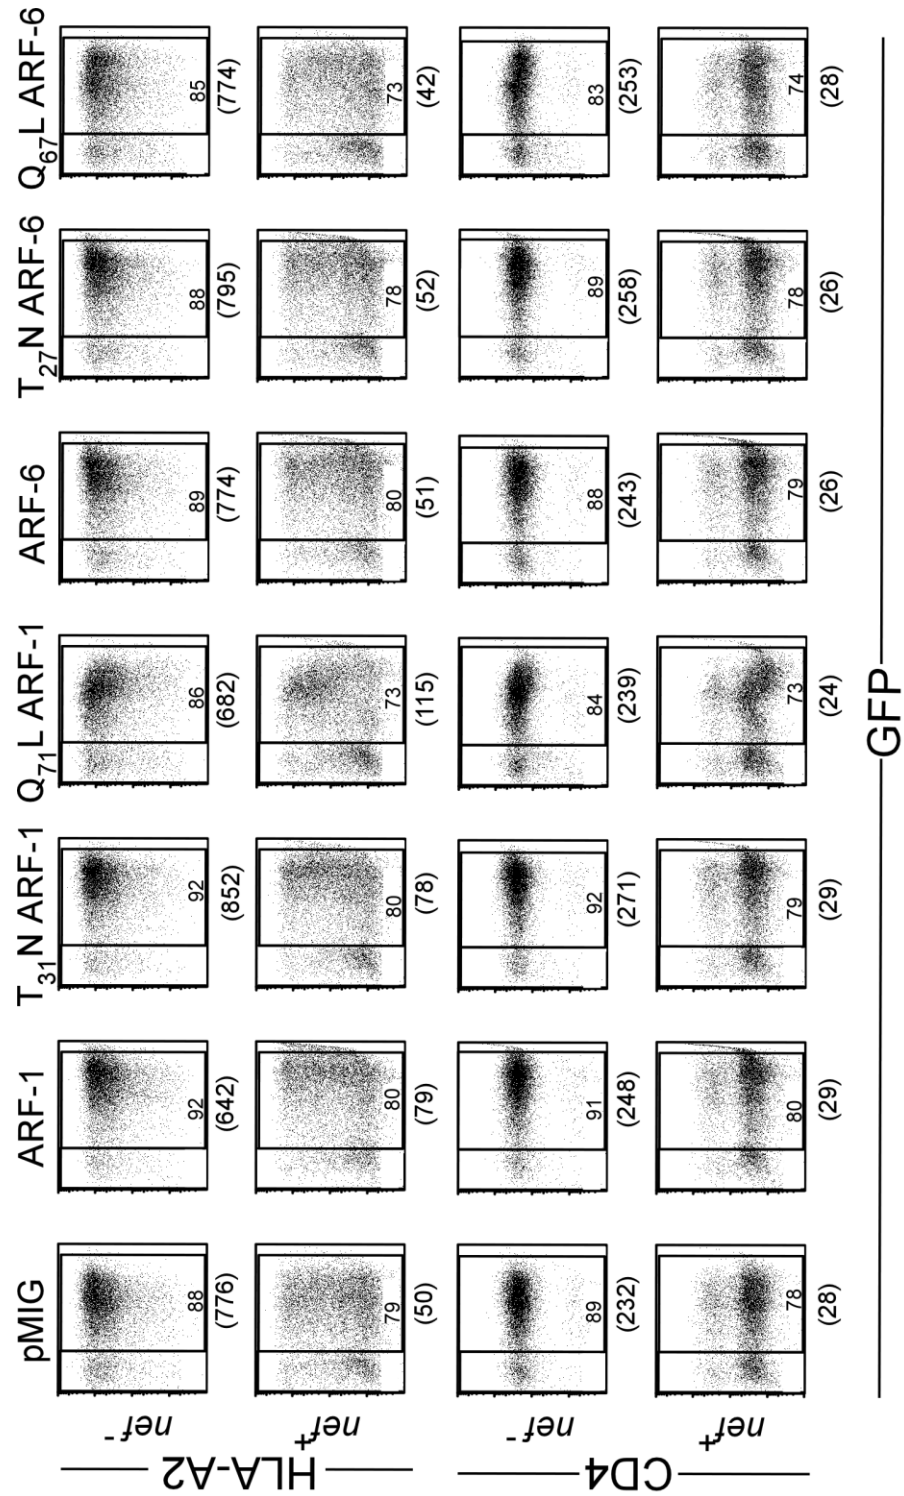 pMIG ARF-1 T31N ARF-1 Q71L ARF-1 ARF-6 T27N ARF-6 Q67L ARF-6
HLA-A2
nef -
88 92 92 86 89 88 85
(776) (642) (852) (682) (774) (795) (774)
nef +
79 80 80 73 80 78 73
(50) (79) (78) (115) (51) (52) (42)
CD4
nef -
89 91 92 84 88 89 83
(232) (248) (271) (239) (243) (258) (253)
nef +
78 80 79 73 79 78 74
(28) (29) (29) (24) (26) (26) (28)
GFP